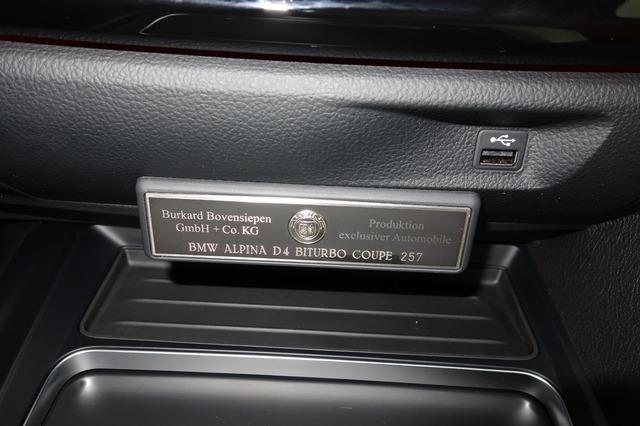 Burkard Bovensiepen
GmbH + Co. KG
Produktion
exclusiver Automobile
BMW ALPINA D4 BITURBO COUPE 257